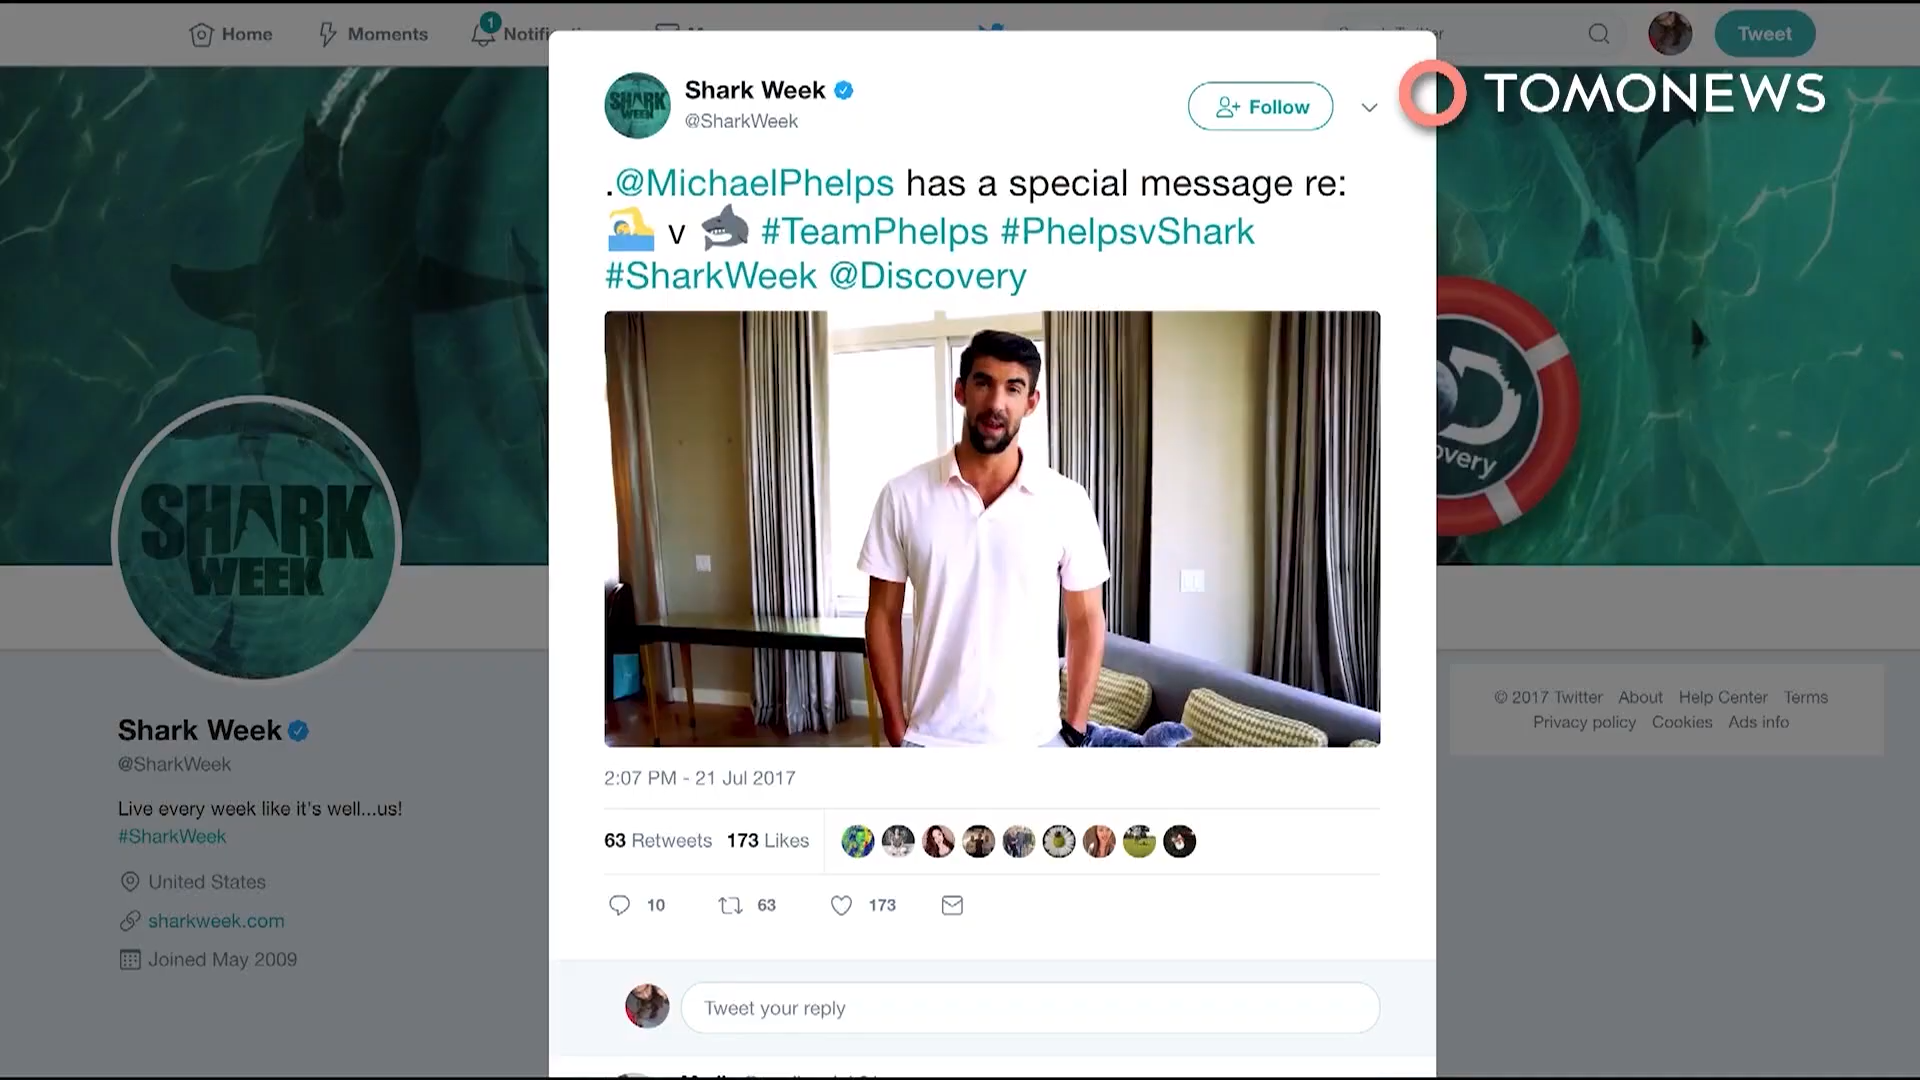 Home
Moments
1
TOMONEWS
Tweet
Shark Week
@SharkWeek
Follow
.@MichaelPhelps has a special message re:
v #TeamPhelps #PhelpsvShark
#SharkWeek @Discovery
2:07 PM - 21 Jul 2017
63 Retweets 173 Likes
10 63 173
Tweet your reply
SHARK
WEEK
SHARK
WEEK
Shark Week
@SharkWeek
Live every week like it's well...us!
#SharkWeek
United States
sharkweek.com
Joined May 2009
© 2017 Twitter About Help Center Terms
Privacy policy Cookies Ads info